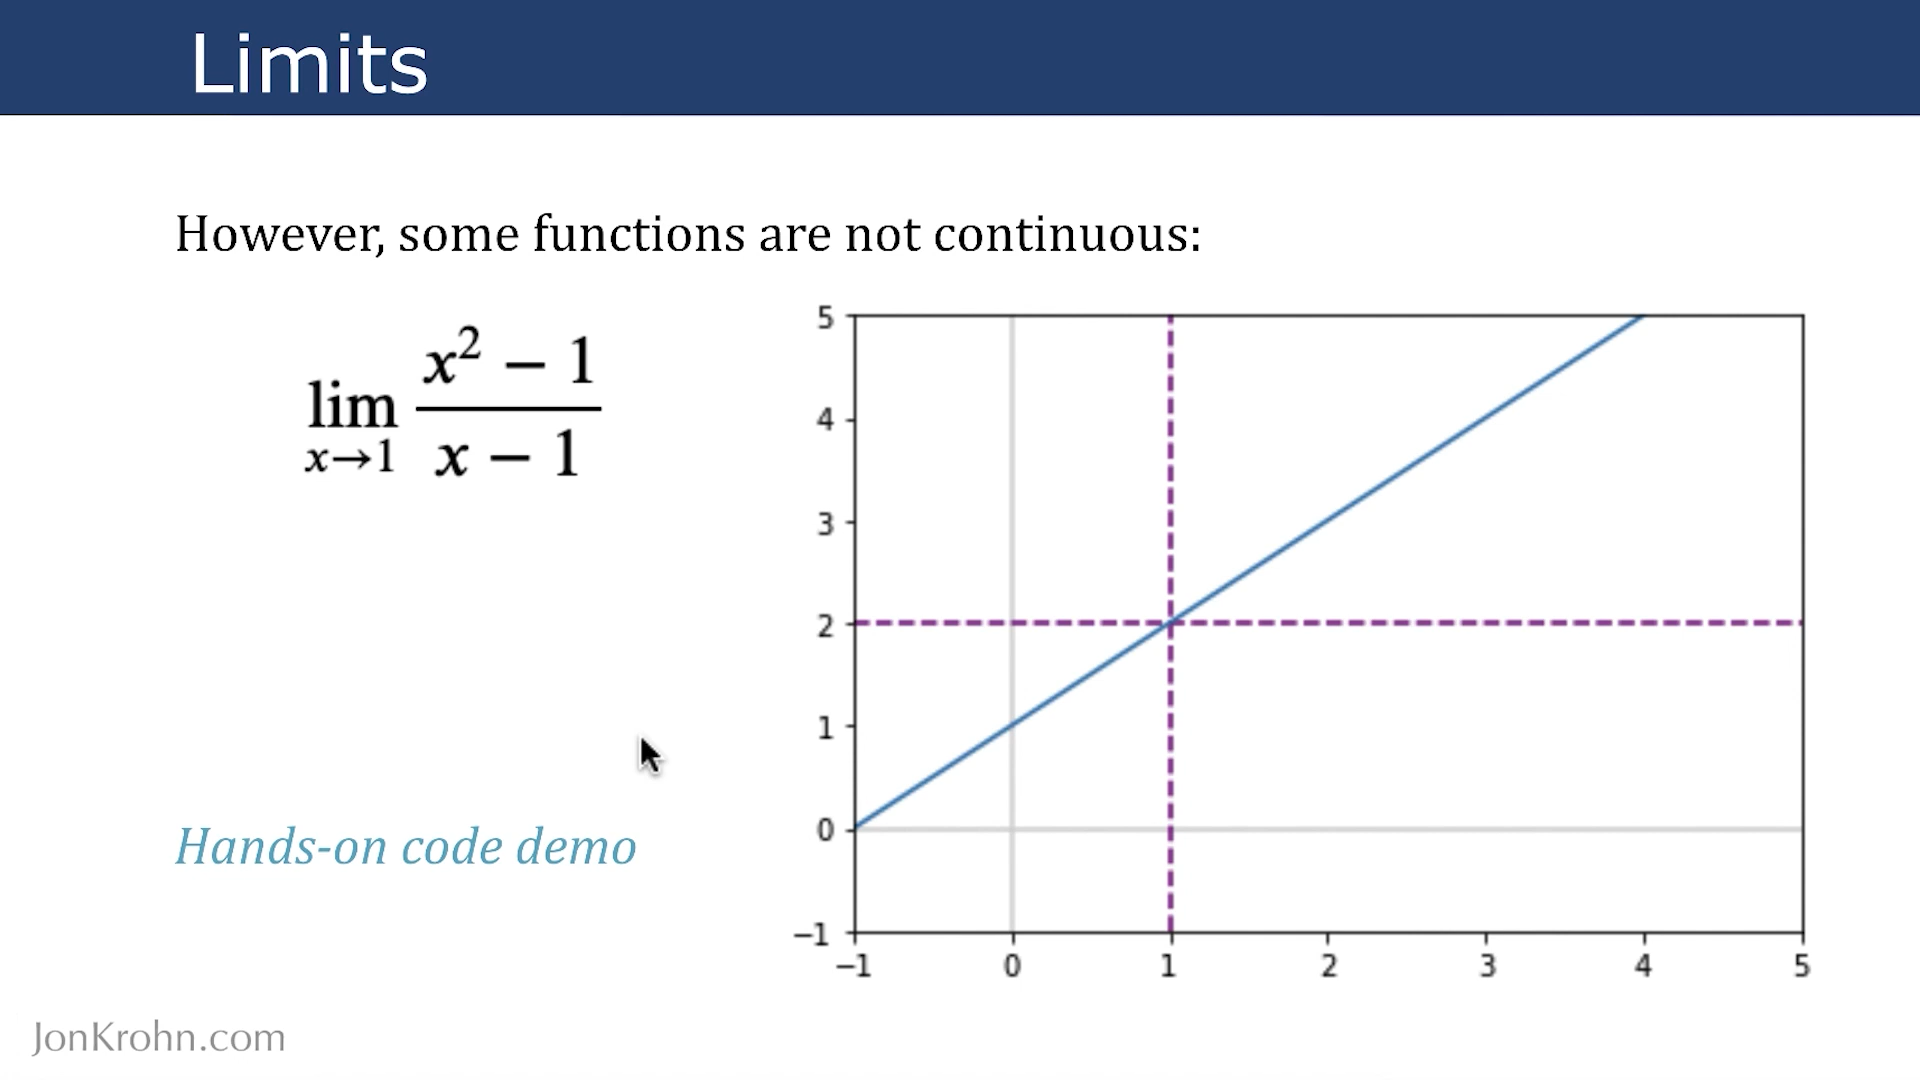 Limits
However, some functions are not continuous:
lim x→1 x² − 1 / x − 1
5
4
3
2
1
0
−1
−1 0 1 2 3 4 5
Hands-on code demo
JonKrohn.com